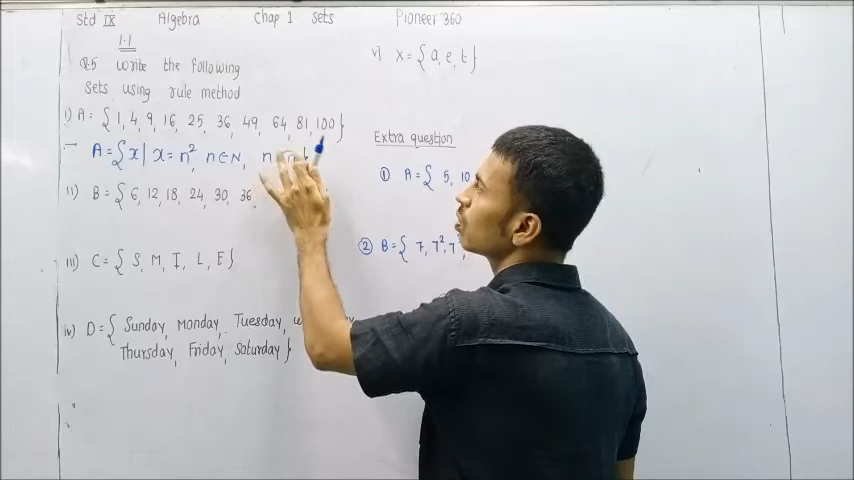 Std IX Algebra Chap 1 Sets Pioneer 360
1.1
Q.5 Write the following
Sets using rule method
i) A = { 1, 4, 9, 16, 25, 36, 49, 64, 81, 100 }
→ A = { x | x = n², n ∈ N, n
ii) B = { 6, 12, 18, 24, 30, 36,
iii) C = { S, M, I, L, E }
iv) D = { Sunday, Monday, Tuesday,
Thursday, Friday, Saturday }
v) X = { a, e, t }
Extra question
① A = { 5, 10
② B = { 7, 7², 7